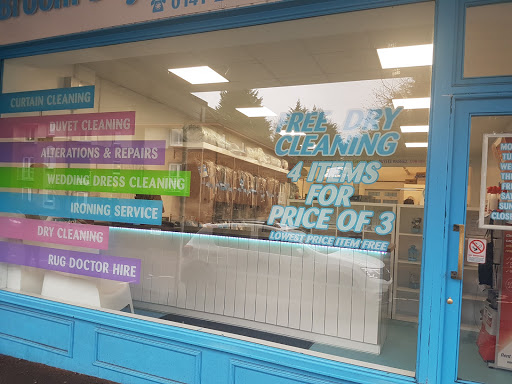 CURTAIN CLEANING
DUVET CLEANING
ALTERATIONS & REPAIRS
WEDDING DRESS CLEANING
IRONING SERVICE
DRY CLEANING
RUG DOCTOR HIRE
FREE DRY
CLEANING
4 ITEMS
FOR
PRICE OF 3
LOWEST PRICE ITEM FREE